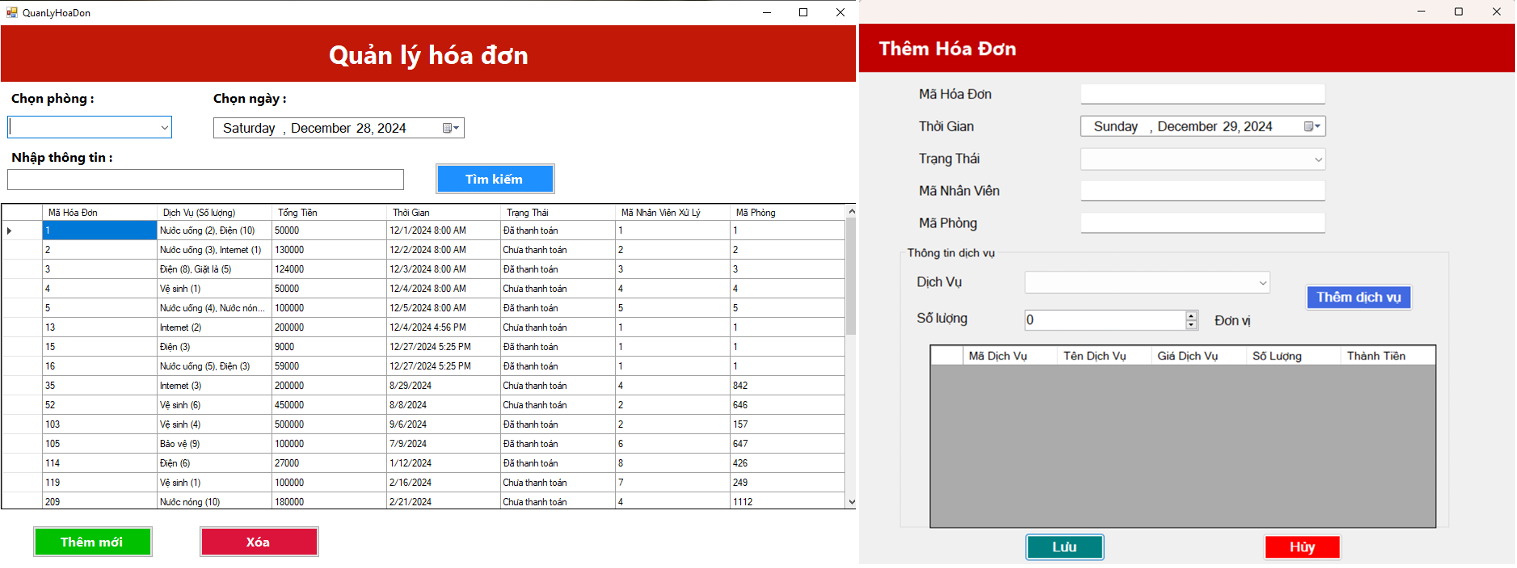 QuanLyHoaDon
Quản lý hóa đơn
Chọn phòng :
Chọn ngày :
Saturday , December 28, 2024
Nhập thông tin :
Tìm kiếm
Mã Hóa Đơn Dịch Vụ (Số lượng) Tổng Tiền Thời Gian Trạng Thái Mã Nhân Viên Xử Lý Mã Phòng
1 Nước uống (2), Điện (10) 50000 12/1/2024 8:00 AM Đã thanh toán 1 1
2 Nước uống (3), Internet (1) 130000 12/2/2024 8:00 AM Chưa thanh toán 2 2
3 Điện (8), Giặt là (5) 124000 12/3/2024 8:00 AM Đã thanh toán 3 3
4 Vệ sinh (1) 50000 12/4/2024 8:00 AM Chưa thanh toán 4 4
5 Nước uống (4), Nước nón... 100000 12/5/2024 8:00 AM Đã thanh toán 5 5
13 Internet (2) 200000 12/4/2024 4:56 PM Chưa thanh toán 1 1
15 Điện (3) 9000 12/27/2024 5:25 PM Đã thanh toán 1 1
16 Nước uống (5), Điện (3) 59000 12/27/2024 5:25 PM Đã thanh toán 1 1
35 Internet (3) 200000 8/29/2024 Chưa thanh toán 4 842
52 Vệ sinh (6) 450000 8/8/2024 Chưa thanh toán 2 646
103 Vệ sinh (4) 500000 9/6/2024 Đã thanh toán 2 157
105 Bảo vệ (9) 100000 7/9/2024 Đã thanh toán 6 647
114 Điện (6) 27000 1/12/2024 Đã thanh toán 8 426
119 Vệ sinh (1) 100000 2/16/2024 Chưa thanh toán 7 249
209 Nước nóng (10) 180000 2/21/2024 Chưa thanh toán 4 1112
Thêm mới
Xóa
Thêm Hóa Đơn
Mã Hóa Đơn
Thời Gian
Sunday , December 29, 2024
Trạng Thái
Mã Nhân Viên
Mã Phòng
Thông tin dịch vụ
Dịch Vụ
Thêm dịch vụ
Số lượng
0
Đơn vị
Mã Dịch Vụ Tên Dịch Vụ Giá Dịch Vụ Số Lượng Thành Tiền
Lưu
Hủy